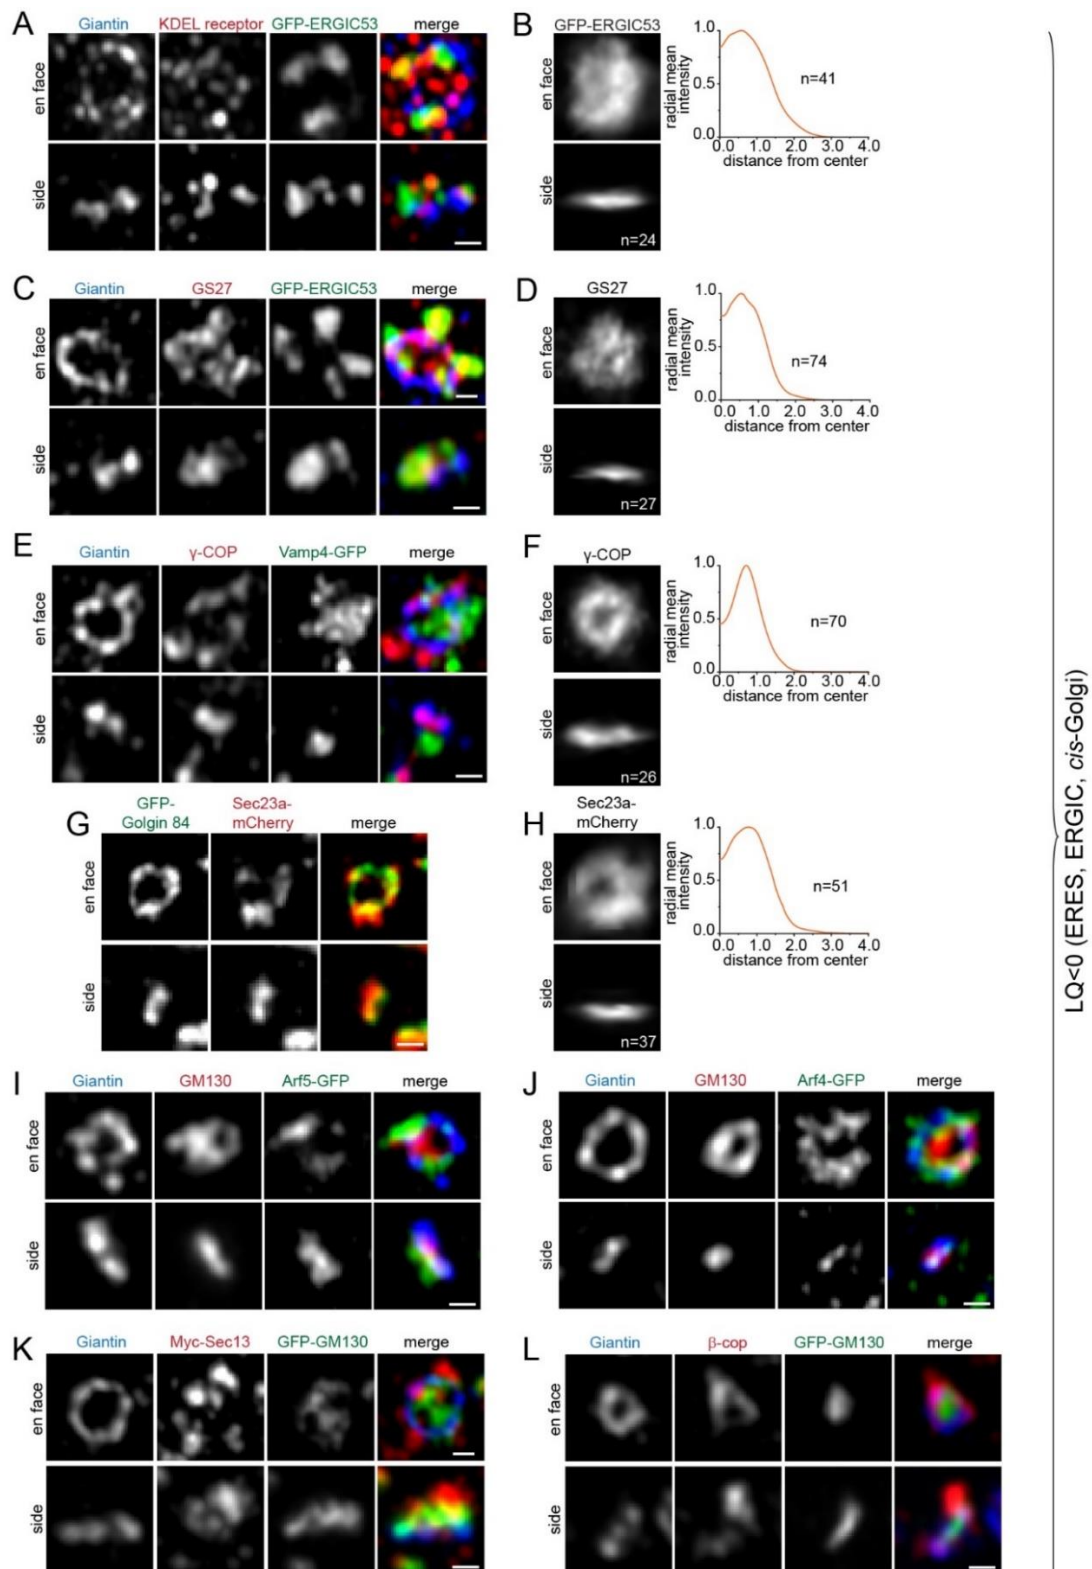 A
Giantin KDEL receptor GFP-ERGIC53 merge
en face
side
B
GFP-ERGIC53
en face
side
n=24
radial mean
intensity
1.0
0.5
0.0
n=41
0.0 1.0 2.0 3.0 4.0
distance from center
C
Giantin GS27 GFP-ERGIC53 merge
en face
side
D
GS27
en face
side
n=27
radial mean
intensity
1.0
0.5
0.0
n=74
0.0 1.0 2.0 3.0 4.0
distance from center
E
Giantin γ-COP Vamp4-GFP merge
en face
side
F
γ-COP
en face
side
n=26
radial mean
intensity
1.0
0.5
0.0
n=70
0.0 1.0 2.0 3.0 4.0
distance from center
G
GFP-
Golgin 84
Sec23a-
mCherry
merge
en face
side
H
Sec23a-
mCherry
en face
side
n=37
radial mean
intensity
1.0
0.5
0.0
n=51
0.0 1.0 2.0 3.0 4.0
distance from center
I
Giantin GM130 Arf5-GFP merge
en face
side
J
Giantin GM130 Arf4-GFP merge
en face
side
K
Giantin Myc-Sec13 GFP-GM130 merge
en face
side
L
Giantin β-cop GFP-GM130 merge
en face
side
LQ<0 (ERES, ERGIC, cis-Golgi)